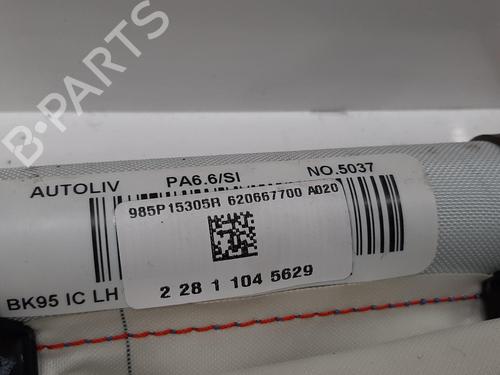 B-PARTS
AUTOLIV PA6.6/SI NO.5037
985P15305R 620667700 A020
2 28 1 104 5629
BK95 IC LH